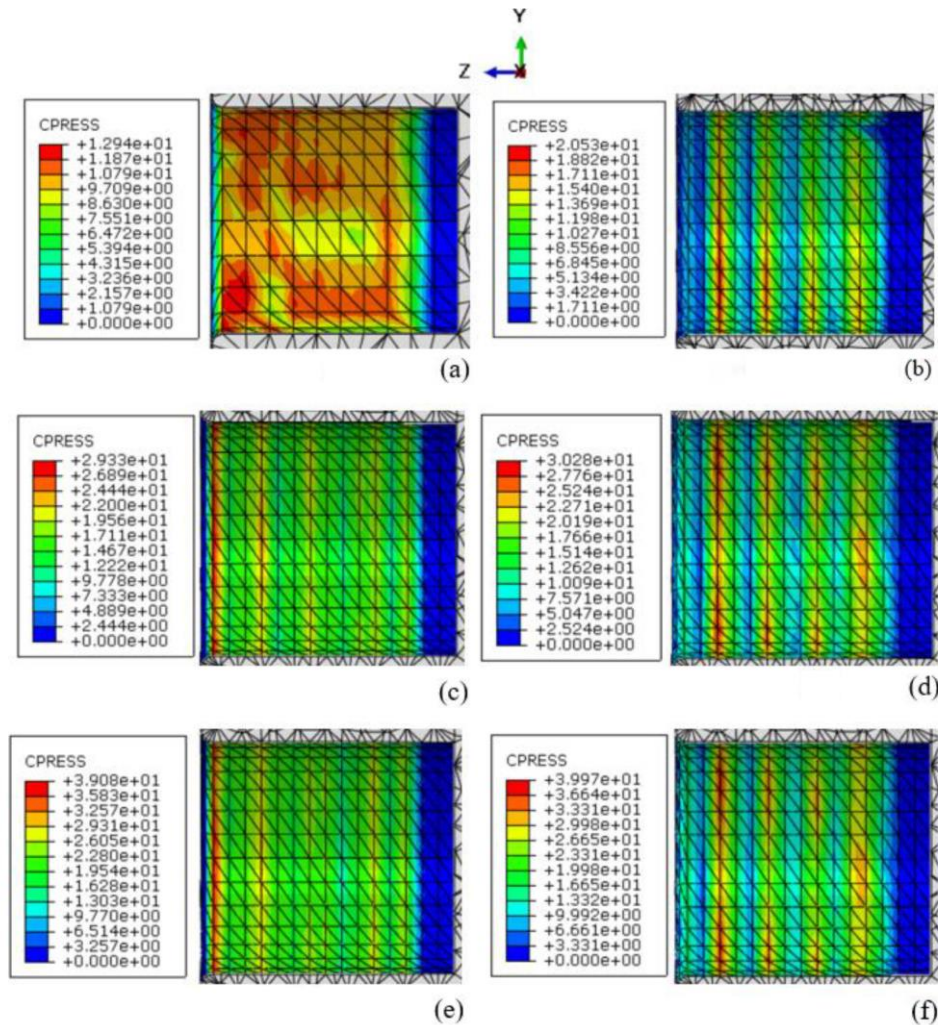 Y
Z
X
CPRESS
+1.294e+01
+1.187e+01
+1.079e+01
+9.709e+00
+8.630e+00
+7.551e+00
+6.472e+00
+5.394e+00
+4.315e+00
+3.236e+00
+2.157e+00
+1.079e+00
+0.000e+00
(a)
CPRESS
+2.053e+01
+1.882e+01
+1.711e+01
+1.540e+01
+1.369e+01
+1.198e+01
+1.027e+01
+8.556e+00
+6.845e+00
+5.134e+00
+3.422e+00
+1.711e+00
+0.000e+00
(b)
CPRESS
+2.933e+01
+2.689e+01
+2.444e+01
+2.200e+01
+1.956e+01
+1.711e+01
+1.467e+01
+1.222e+01
+9.778e+00
+7.333e+00
+4.889e+00
+2.444e+00
+0.000e+00
(c)
CPRESS
+3.028e+01
+2.776e+01
+2.524e+01
+2.271e+01
+2.019e+01
+1.766e+01
+1.514e+01
+1.262e+01
+1.009e+01
+7.571e+00
+5.047e+00
+2.524e+00
+0.000e+00
(d)
CPRESS
+3.908e+01
+3.583e+01
+3.257e+01
+2.931e+01
+2.605e+01
+2.280e+01
+1.954e+01
+1.628e+01
+1.303e+01
+9.770e+00
+6.514e+00
+3.257e+00
+0.000e+00
(e)
CPRESS
+3.997e+01
+3.664e+01
+3.331e+01
+2.998e+01
+2.665e+01
+2.331e+01
+1.998e+01
+1.665e+01
+1.332e+01
+9.992e+00
+6.661e+00
+3.331e+00
+0.000e+00
(f)